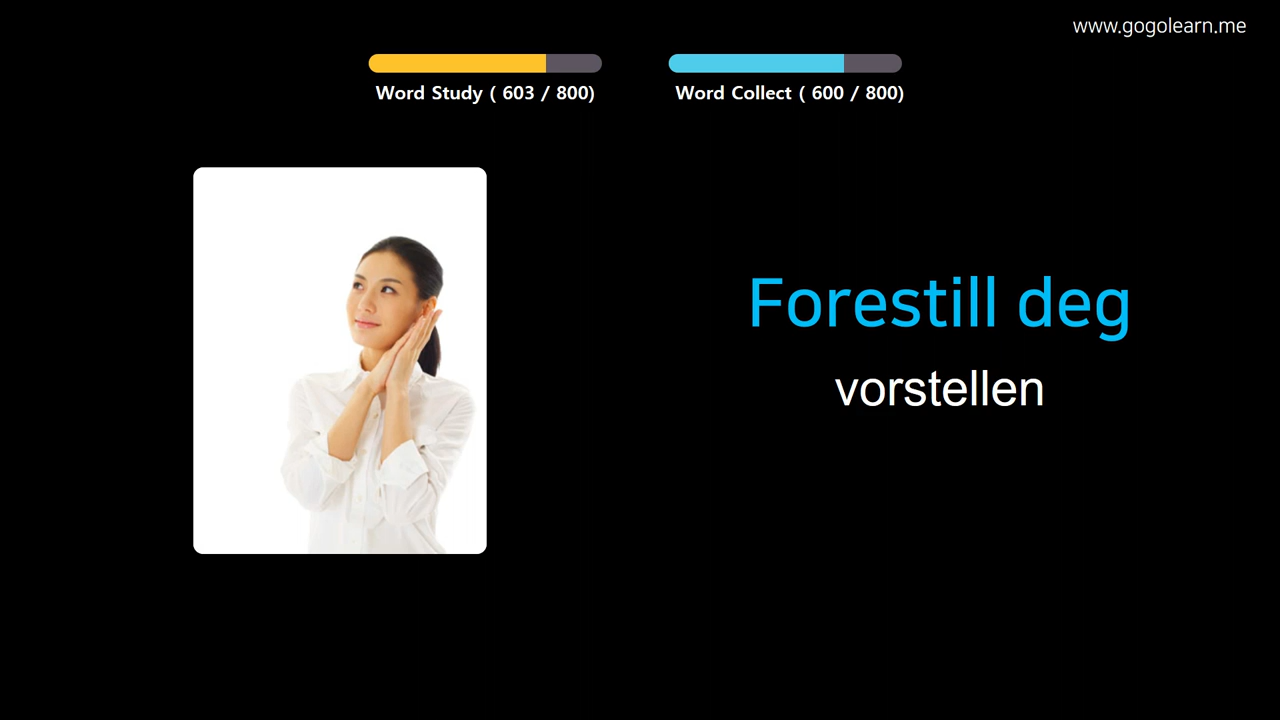 www.gogolearn.me
Word Study ( 603 / 800)
Word Collect ( 600 / 800)
Forestill deg
vorstellen